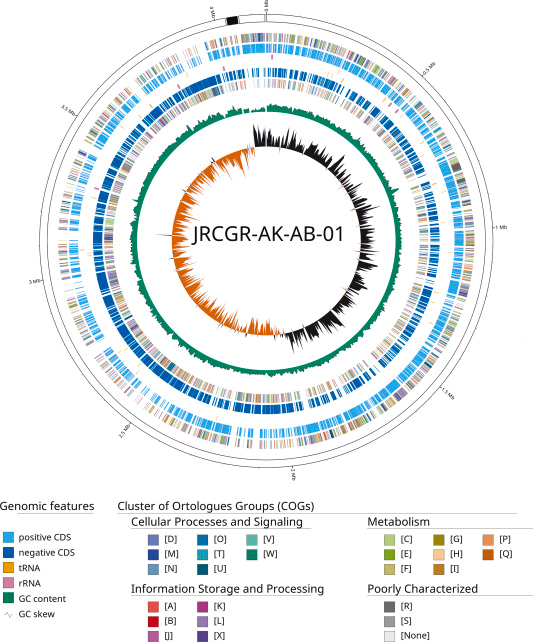 0 Mb
4 Mb
0.5 Mb
3.5 Mb
1 Mb
3 Mb
1.5 Mb
2.5 Mb
2 Mb
JRCGR-AK-AB-01
Genomic features
positive CDS
negative CDS
tRNA
rRNA
GC content
GC skew
Cluster of Ortologues Groups (COGs)
Cellular Processes and Signaling
[D] [O] [V]
[M] [T] [W]
[N] [U]
Metabolism
[C] [G] [P]
[E] [H] [Q]
[F] [I]
Information Storage and Processing
[A] [K]
[B] [L]
[J] [X]
Poorly Characterized
[R]
[S]
[None]